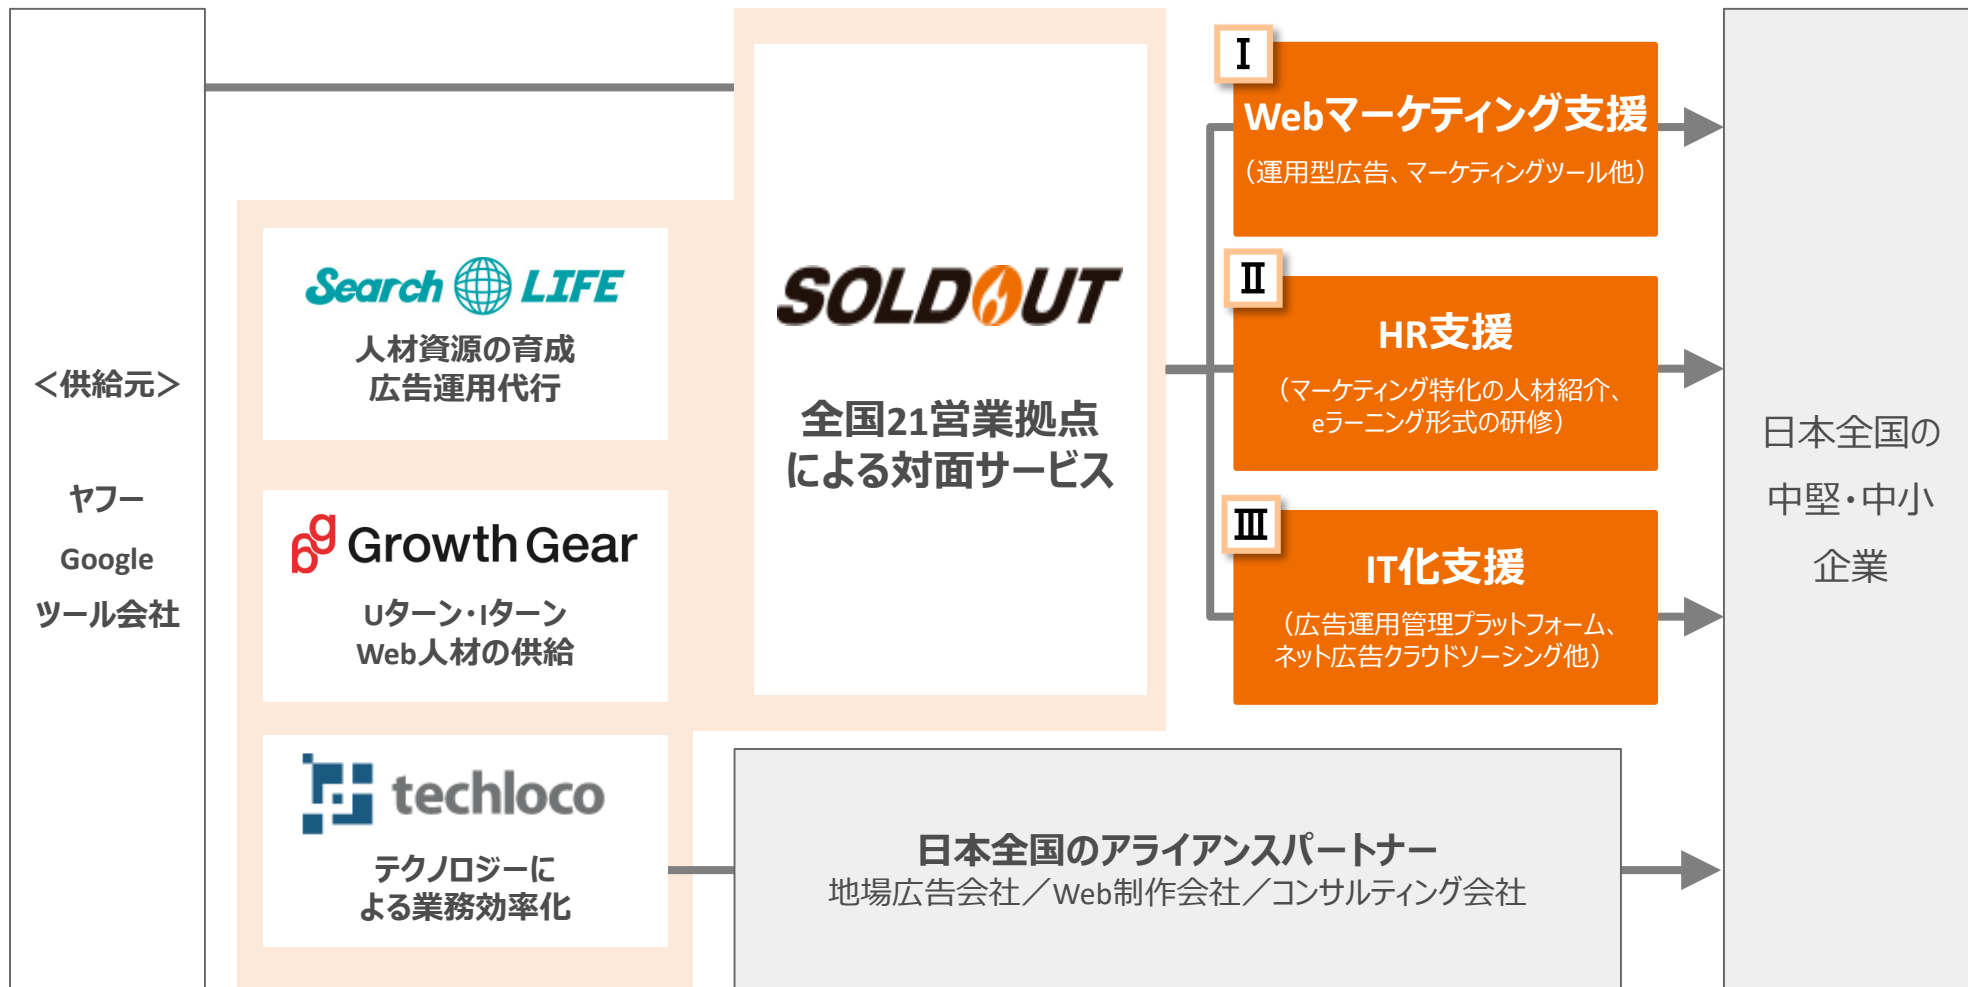 ＜供給元＞
ヤフー
Google
ツール会社
Search LIFE
人材資源の育成
広告運用代行
Growth Gear
Uターン・Iターン
Web人材の供給
techloco
テクノロジーに
よる業務効率化
SOLDOUT
全国21営業拠点
による対面サービス
Ⅰ
Webマーケティング支援
（運用型広告、マーケティングツール他）
Ⅱ
HR支援
（マーケティング特化の人材紹介、
eラーニング形式の研修）
Ⅲ
IT化支援
（広告運用管理プラットフォーム、
ネット広告クラウドソーシング他）
日本全国のアライアンスパートナー
地場広告会社／Web制作会社／コンサルティング会社
日本全国の
中堅・中小
企業